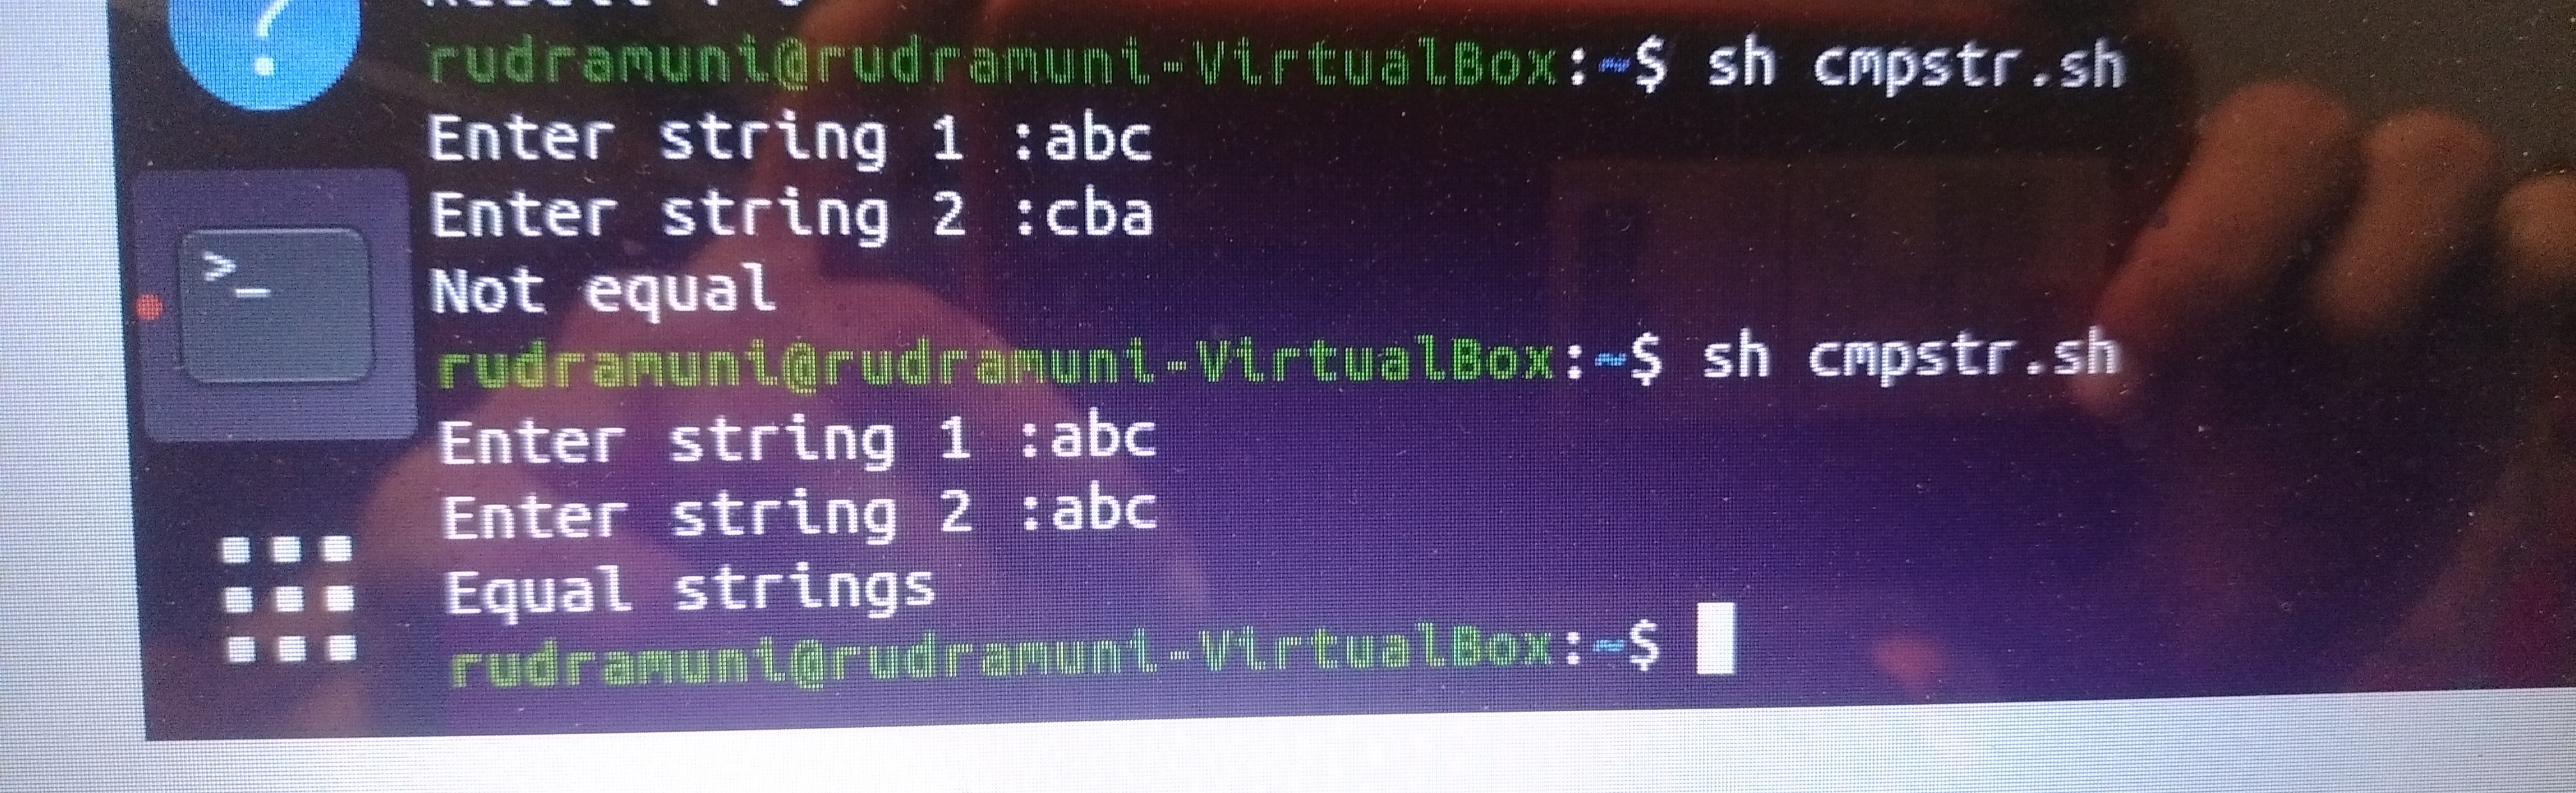 rudramuni@rudramuni-VirtualBox:~$ sh cmpstr.sh
Enter string 1 :abc
Enter string 2 :cba
Not equal
rudramuni@rudramuni-VirtualBox:~$ sh cmpstr.sh
Enter string 1 :abc
Enter string 2 :abc
Equal strings
rudramuni@rudramuni-VirtualBox:~$